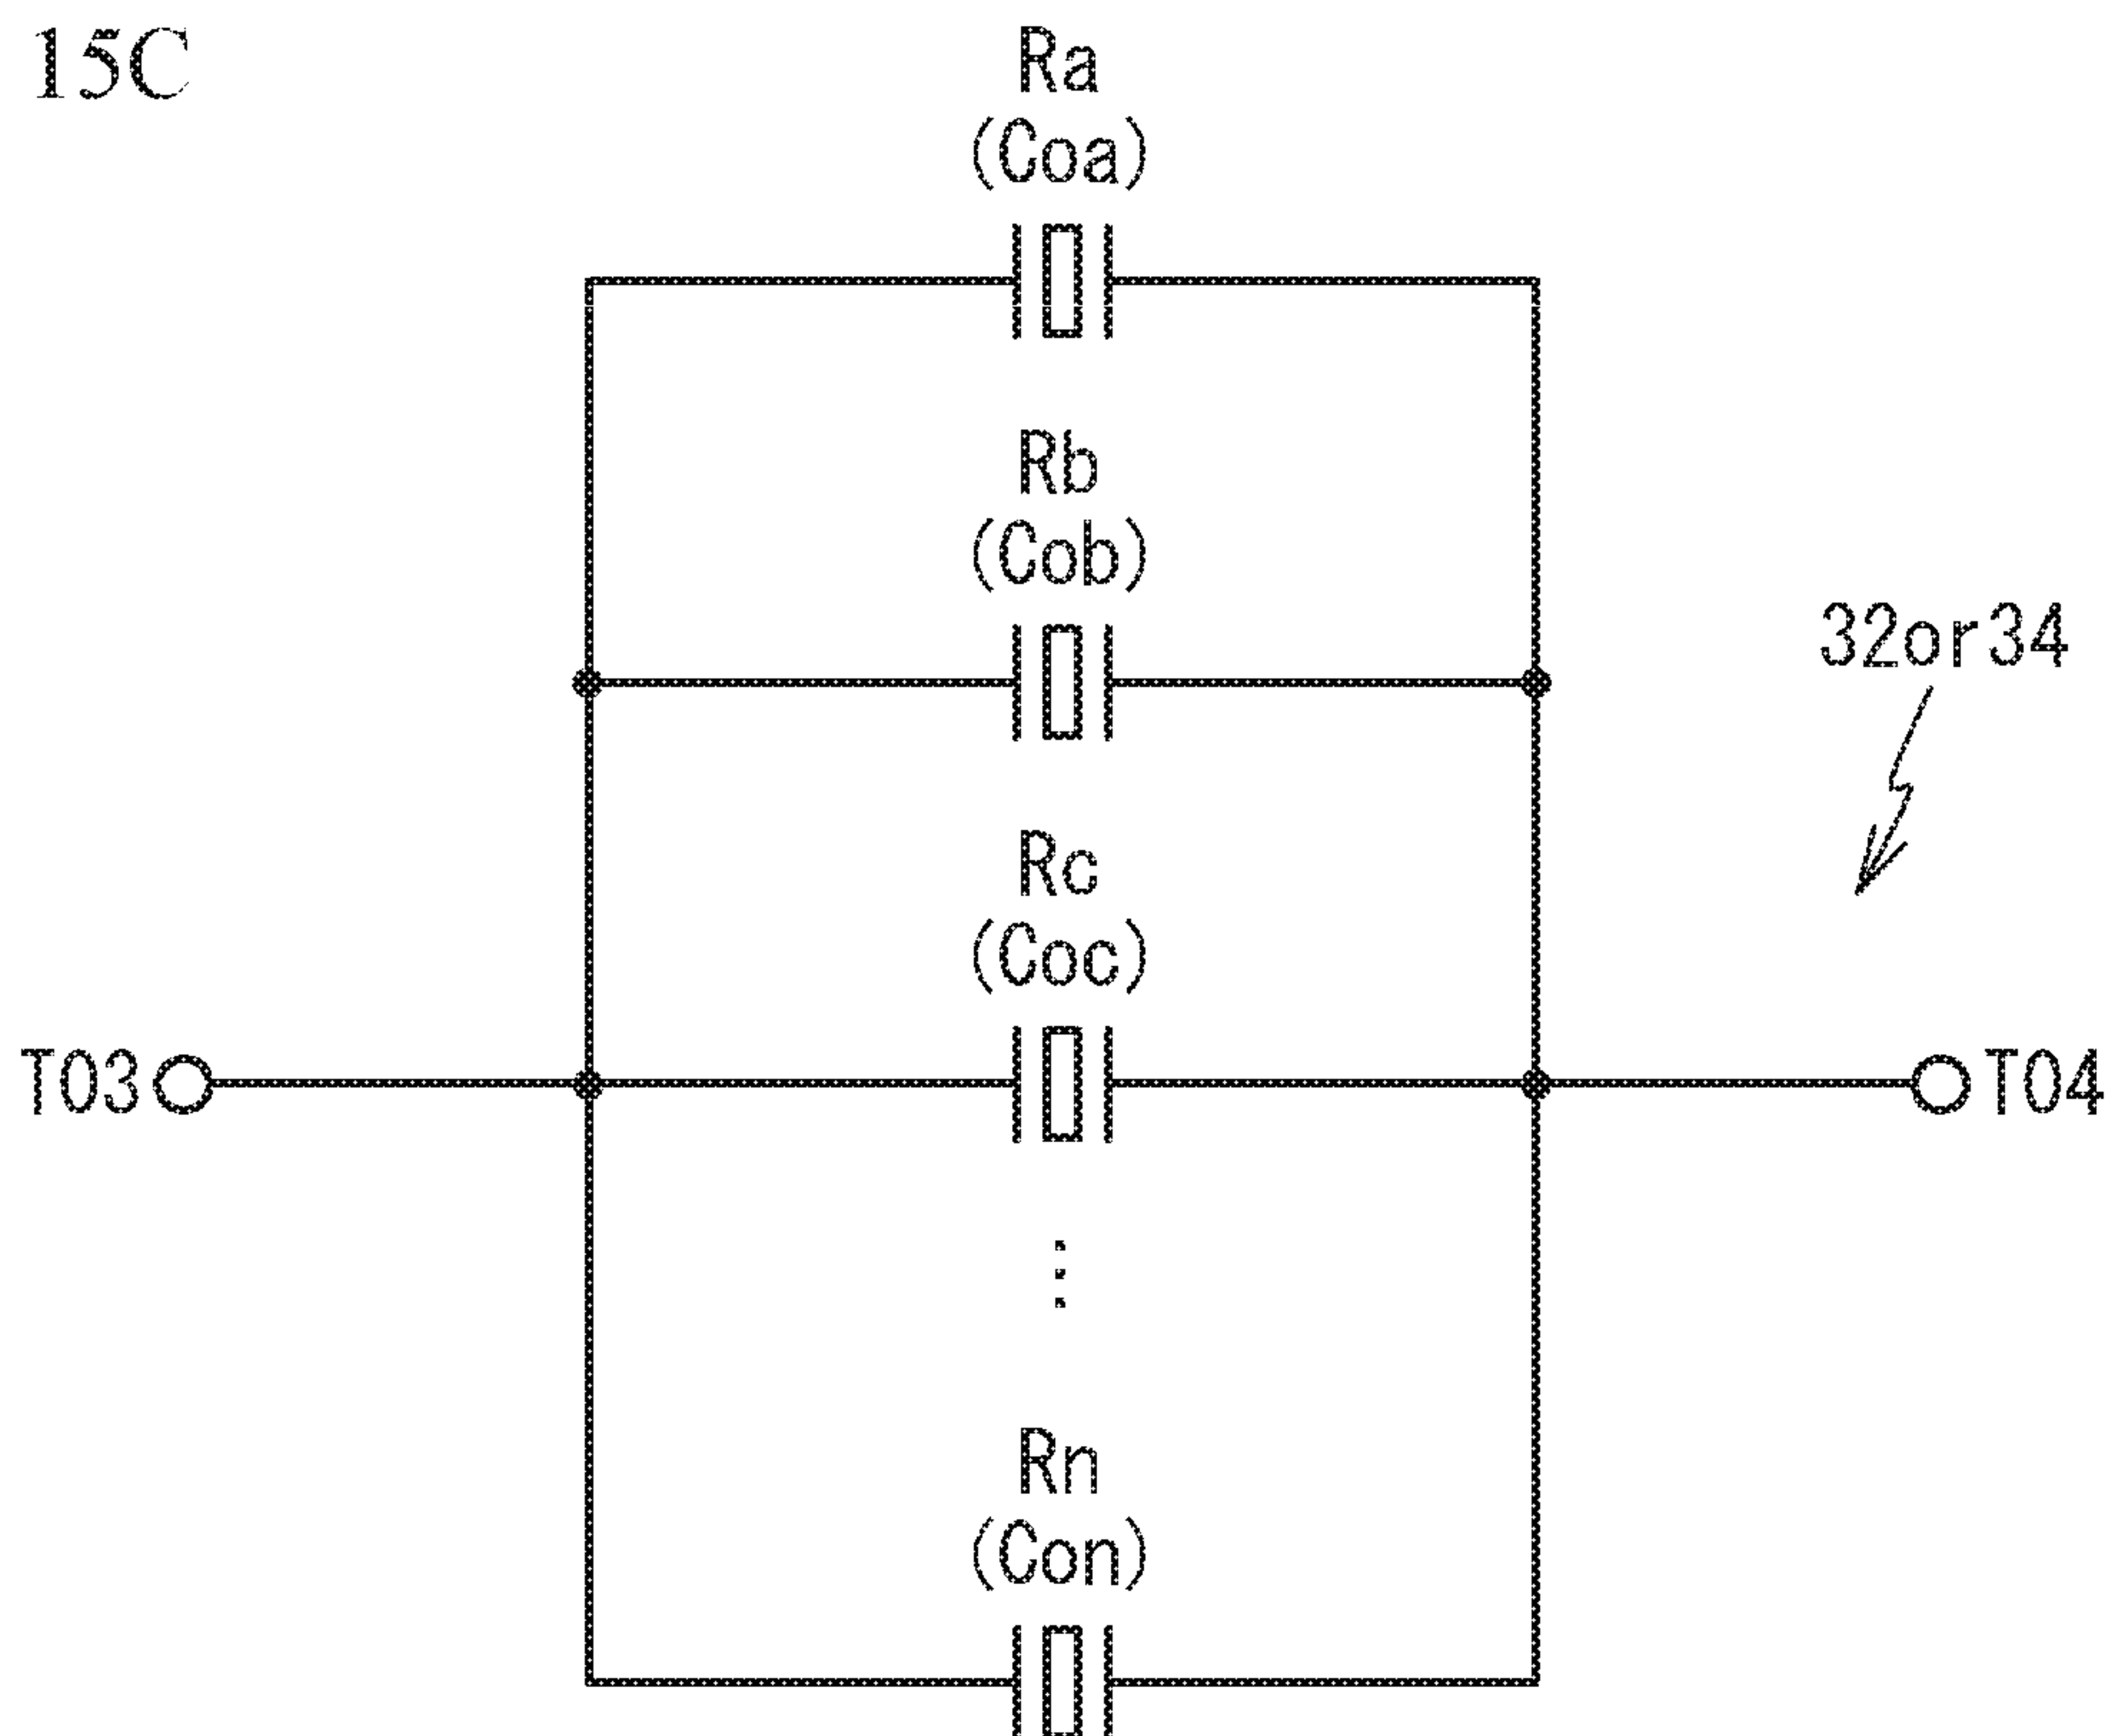 15C
Ra
(Coa)
Rb
(Cob)
32or34
Rc
(Coc)
T03
T04
⋮
Rn
(Con)